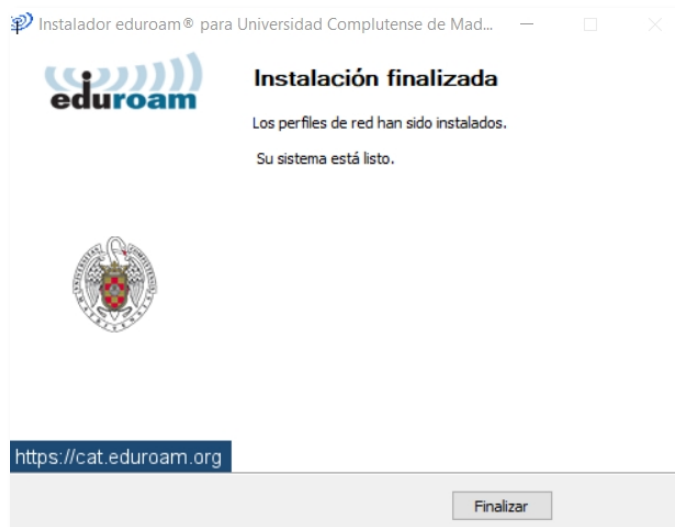 Instalador eduroam® para Universidad Complutense de Mad...
eduroam
Instalación finalizada
Los perfiles de red han sido instalados.
Su sistema está listo.
https://cat.eduroam.org
Finalizar